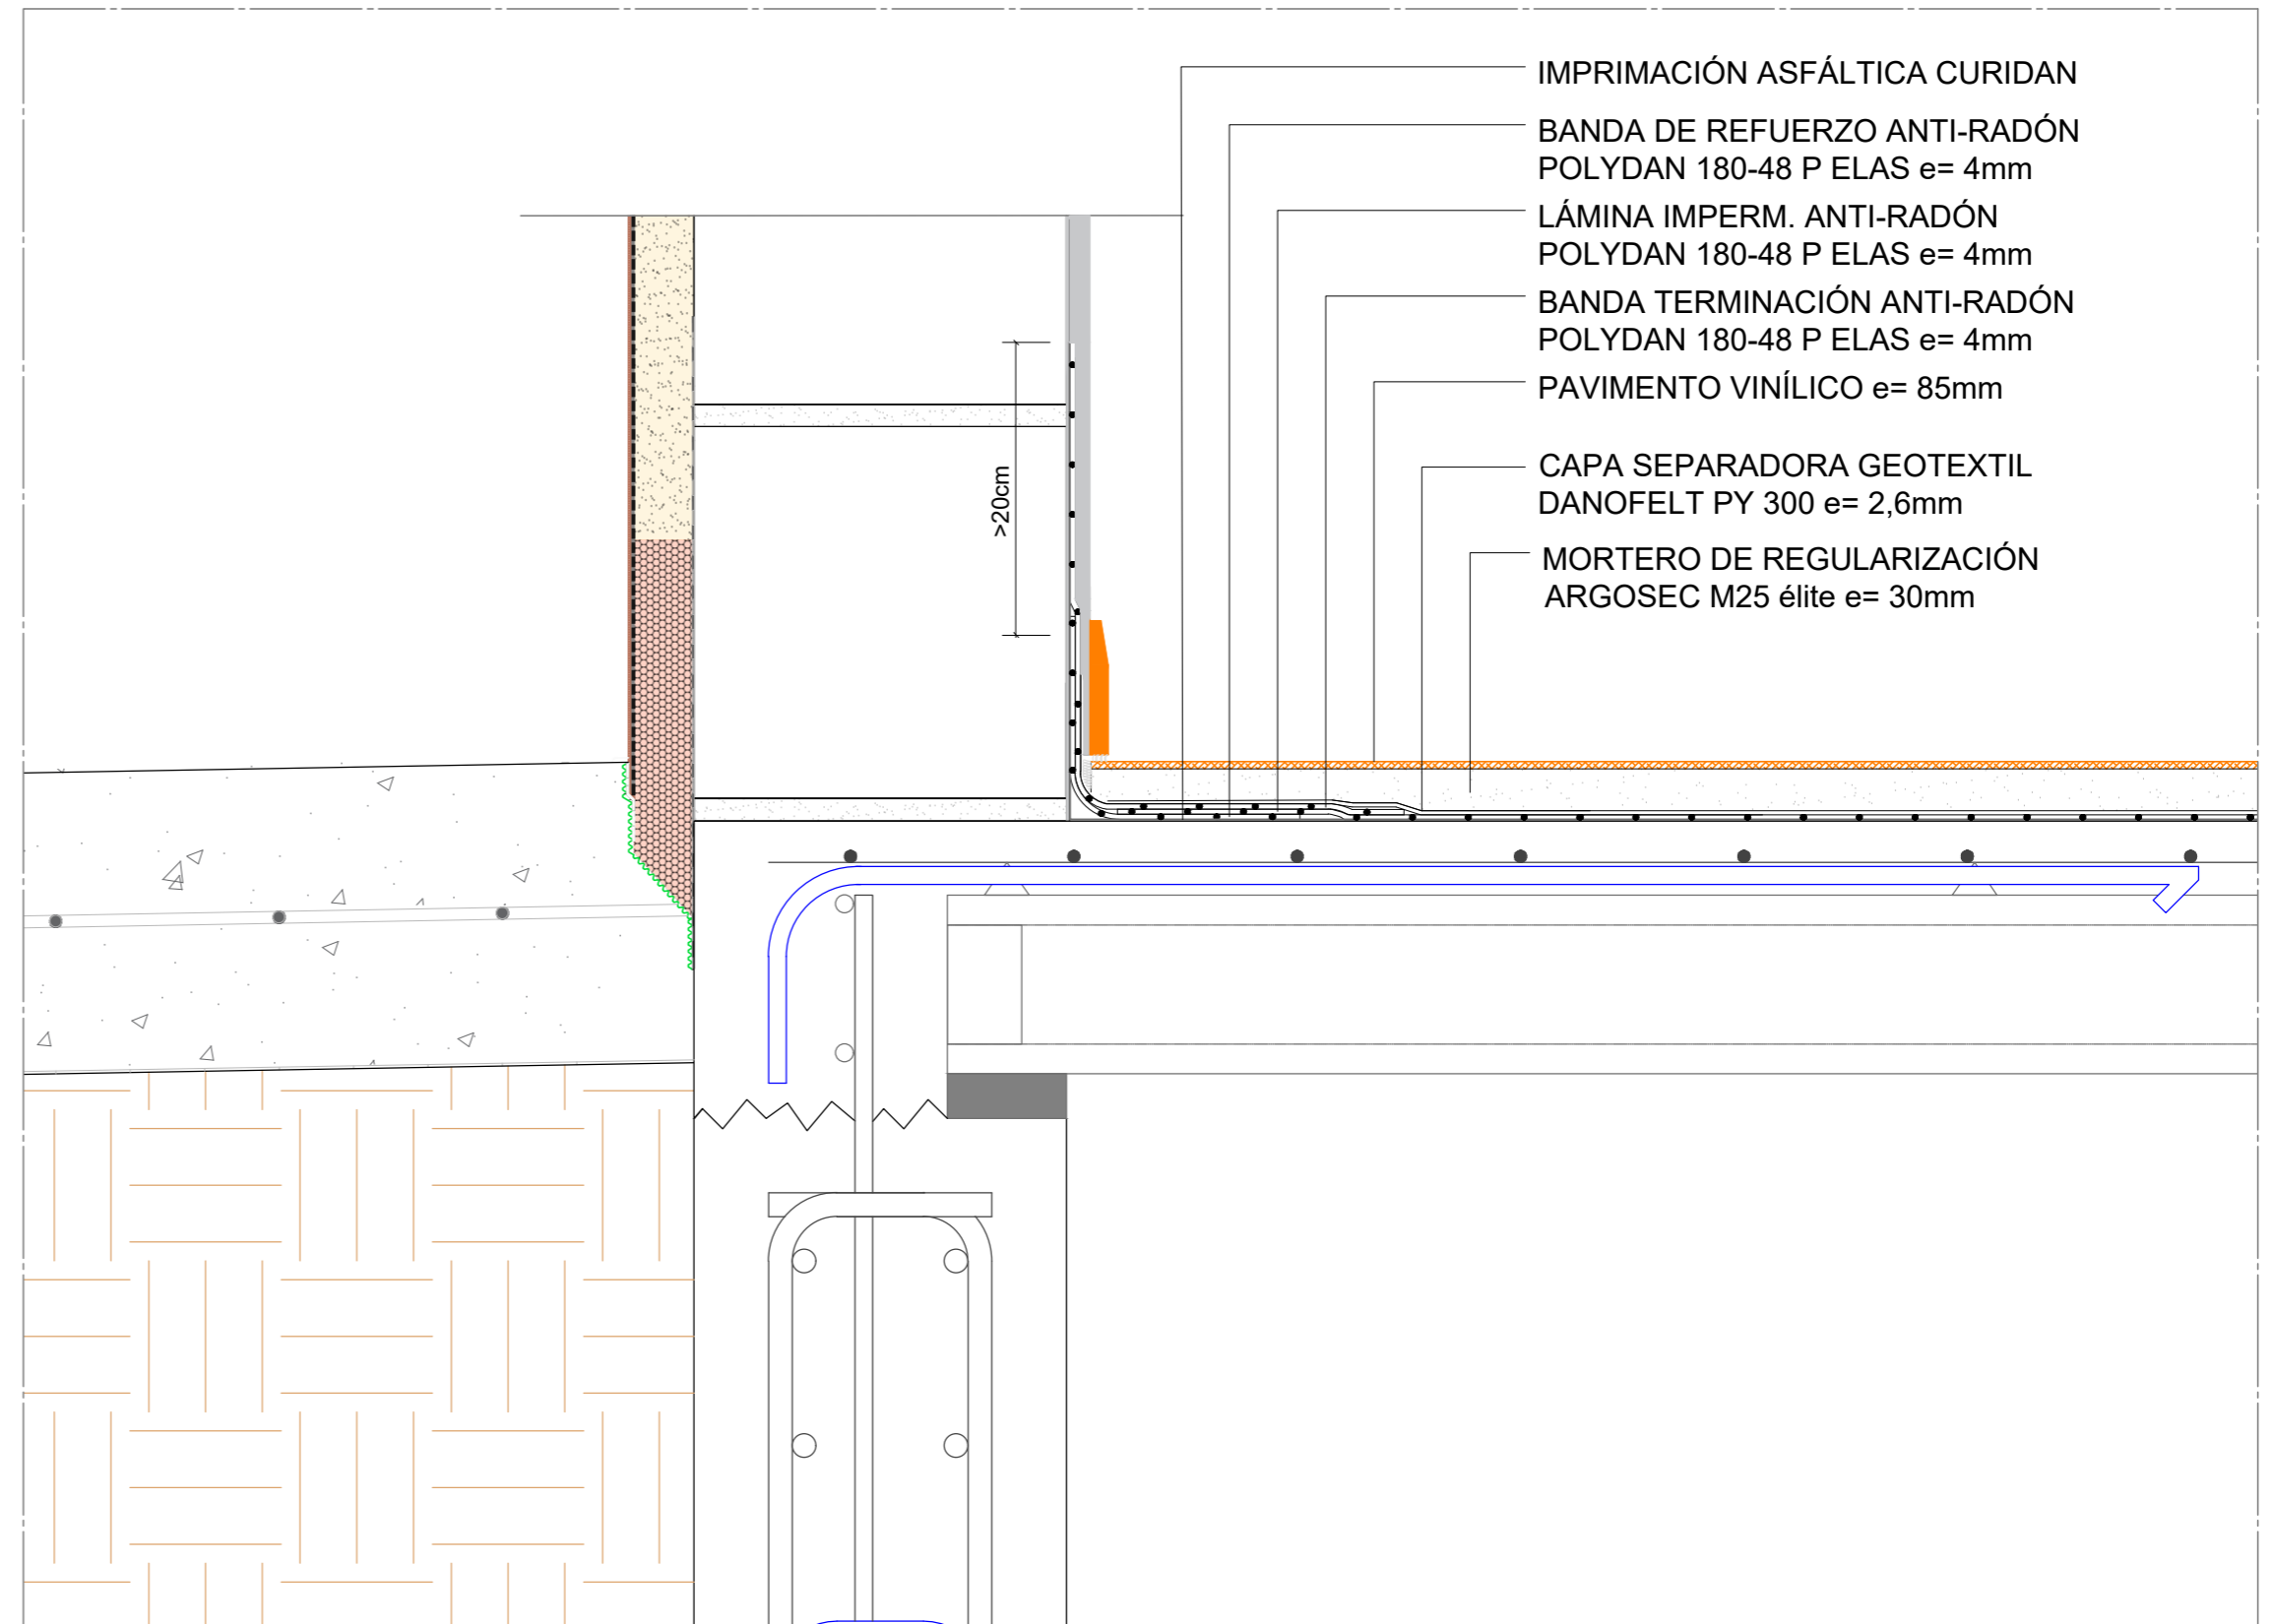 IMPRIMACIÓN ASFÁLTICA CURIDAN
BANDA DE REFUERZO ANTI-RADÓN
POLYDAN 180-48 P ELAS e= 4mm
LÁMINA IMPERM. ANTI-RADÓN
POLYDAN 180-48 P ELAS e= 4mm
BANDA TERMINACIÓN ANTI-RADÓN
POLYDAN 180-48 P ELAS e= 4mm
PAVIMENTO VINÍLICO e= 85mm
CAPA SEPARADORA GEOTEXTIL
DANOFELT PY 300 e= 2,6mm
MORTERO DE REGULARIZACIÓN
ARGOSEC M25 élite e= 30mm
>20cm